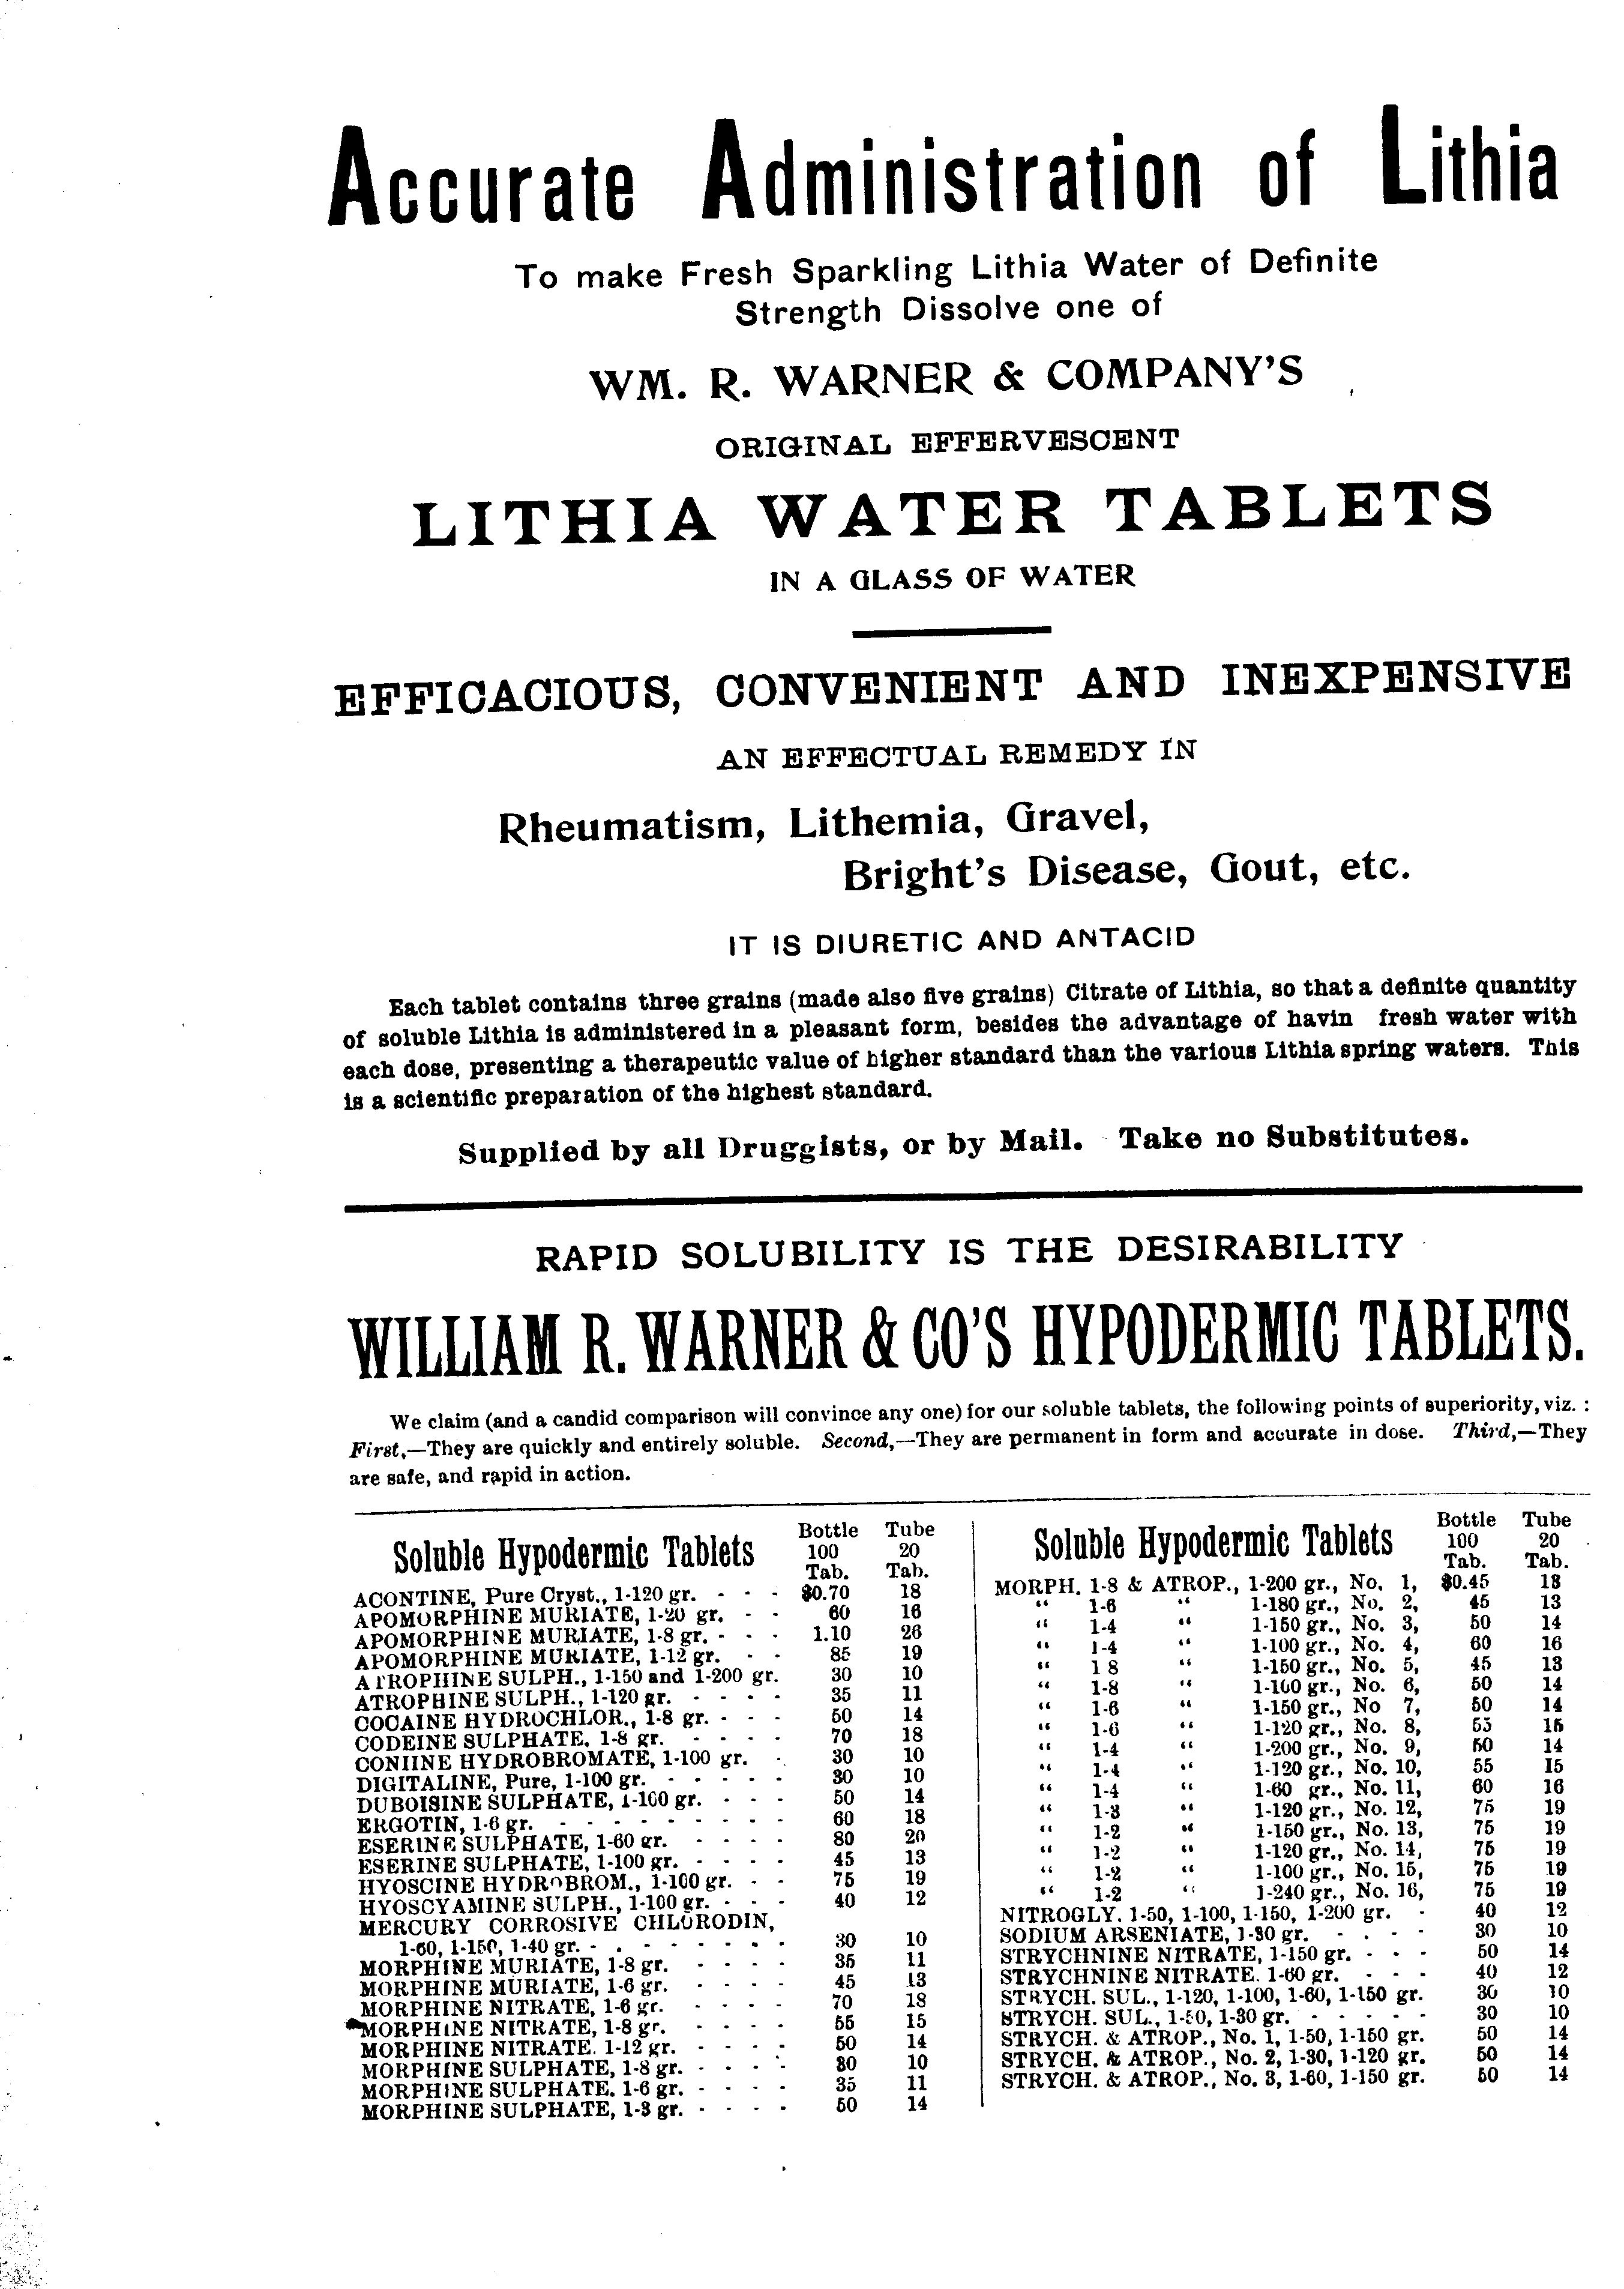 Accurate Administration of Lithia
To make Fresh Sparkling Lithia Water of Definite
Strength Dissolve one of
WM. R. WARNER & COMPANY'S
ORIGINAL EFFERVESCENT
LITHIA WATER TABLETS
IN A GLASS OF WATER
EFFICACIOUS, CONVENIENT AND INEXPENSIVE
AN EFFECTUAL REMEDY IN
Rheumatism, Lithemia, Gravel,
Bright's Disease, Gout, etc.
IT IS DIURETIC AND ANTACID
Each tablet contains three grains (made also five grains) Citrate of Lithia, so that a definite quantity
of soluble Lithia is administered in a pleasant form, besides the advantage of havin fresh water with
each dose, presenting a therapeutic value of higher standard than the various Lithia spring waters. This
is a scientific preparation of the highest standard.
Supplied by all Druggists, or by Mail. Take no Substitutes.
RAPID SOLUBILITY IS THE DESIRABILITY
WILLIAM R. WARNER & CO'S HYPODERMIC TABLETS.
We claim (and a candid comparison will convince any one) for our soluble tablets, the following points of superiority, viz. :
First,—They are quickly and entirely soluble. Second,—They are permanent in form and accurate in dose. Third,—They
are safe, and rapid in action.
Soluble Hypodermic Tablets Bottle 100 Tab. Tube 20 Tab.
ACONTINE, Pure Cryst., 1-120 gr. - - - $0.70 18
APOMORPHINE MURIATE, 1-20 gr. - - 60 16
APOMORPHINE MURIATE, 1-8 gr. - - - 1.10 26
APOMORPHINE MURIATE, 1-12 gr. - - 85 19
ATROPHINE SULPH., 1-150 and 1-200 gr. 30 10
ATROPHINE SULPH., 1-120 gr. - - - - 35 11
COCAINE HYDROCHLOR., 1-8 gr. - - - 50 14
CODEINE SULPHATE, 1-8 gr. - - - - 70 18
CONIINE HYDROBROMATE, 1-100 gr. - 30 10
DIGITALINE, Pure, 1-100 gr. - - - - - 30 10
DUBOISINE SULPHATE, 1-100 gr. - - - 50 14
ERGOTIN, 1-6 gr. - - - - - - - - - 60 18
ESERINE SULPHATE, 1-60 gr. - - - - 80 20
ESERINE SULPHATE, 1-100 gr. - - - - 45 13
HYOSCINE HYDROBROM., 1-100 gr. - - 75 19
HYOSCYAMINE SULPH., 1-100 gr. - - - 40 12
MERCURY CORROSIVE CHLORODIN,
1-60, 1-150, 1-40 gr. - - - - - - - - 30 10
MORPHINE MURIATE, 1-8 gr. - - - - 35 11
MORPHINE MURIATE, 1-6 gr. - - - - 45 13
MORPHINE NITRATE, 1-6 gr. - - - - 70 18
MORPHINE NITRATE, 1-8 gr. - - - - 55 15
MORPHINE NITRATE. 1-12 gr. - - - - 50 14
MORPHINE SULPHATE, 1-8 gr. - - - - 30 10
MORPHINE SULPHATE. 1-6 gr. - - - - 35 11
MORPHINE SULPHATE, 1-3 gr. - - - - 50 14
Soluble Hypodermic Tablets Bottle 100 Tab. Tube 20 Tab.
MORPH. 1-8 & ATROP., 1-200 gr., No. 1, $0.45 13
“ 1-6 “ 1-180 gr., No. 2, 45 13
“ 1-4 “ 1-150 gr., No. 3, 50 14
“ 1-4 “ 1-100 gr., No. 4, 60 16
“ 1 8 “ 1-150 gr., No. 5, 45 13
“ 1-8 “ 1-100 gr., No. 6, 50 14
“ 1-6 “ 1-150 gr., No 7, 50 14
“ 1-6 “ 1-120 gr., No. 8, 55 15
“ 1-4 “ 1-200 gr., No. 9, 50 14
“ 1-4 “ 1-120 gr., No. 10, 55 15
“ 1-4 “ 1-60 gr., No. 11, 60 16
“ 1-3 “ 1-120 gr., No. 12, 75 19
“ 1-2 “ 1-150 gr., No. 13, 75 19
“ 1-2 “ 1-120 gr., No. 14, 75 19
“ 1-2 “ 1-100 gr., No. 15, 75 19
“ 1-2 “ 1-240 gr., No. 16, 75 19
NITROGLY. 1-50, 1-100, 1-150, 1-200 gr. - 40 12
SODIUM ARSENIATE, 1-30 gr. - - - - 30 10
STRYCHNINE NITRATE, 1-150 gr. - - - 50 14
STRYCHNINE NITRATE. 1-60 gr. - - - 40 12
STRYCH. SUL., 1-120, 1-100, 1-60, 1-150 gr. 30 10
STRYCH. SUL., 1-50, 1-30 gr. - - - - - 30 10
STRYCH. & ATROP., No. 1, 1-50, 1-150 gr. 50 14
STRYCH. & ATROP., No. 2, 1-30, 1-120 gr. 50 14
STRYCH. & ATROP., No. 3, 1-60, 1-150 gr. 50 14